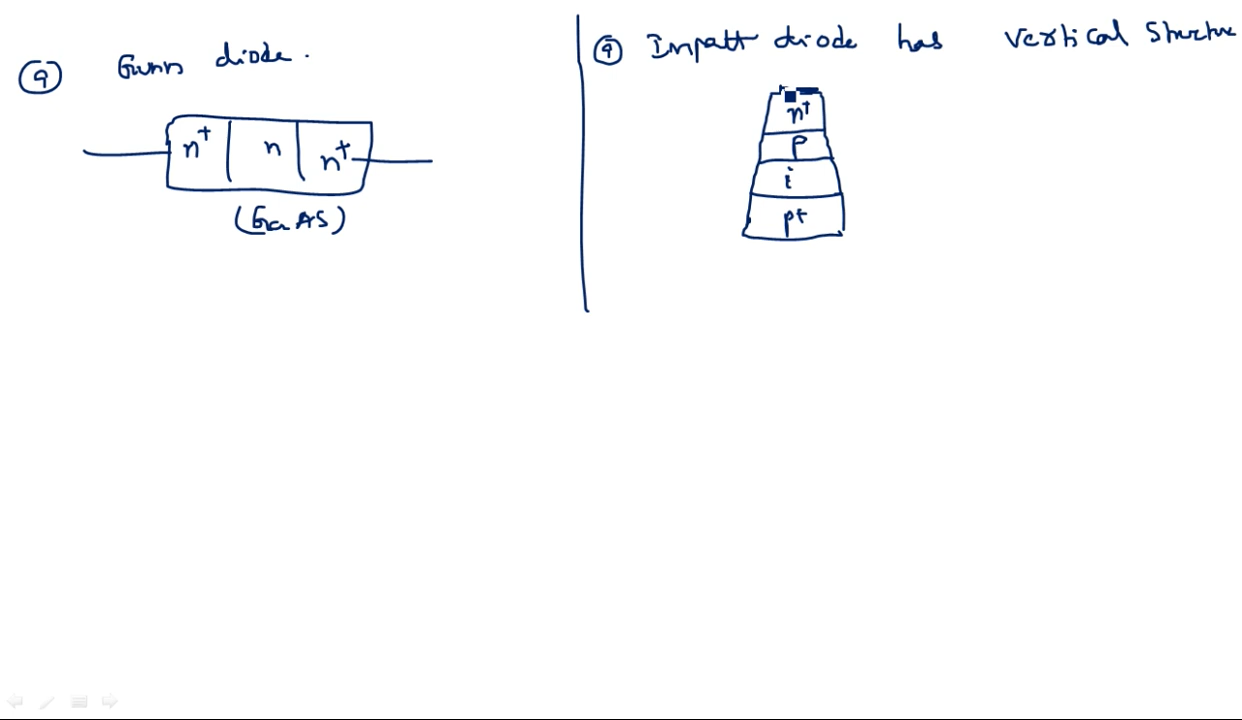 9 Gunn diode.
n+ n n+
(GaAS)
9 Impatt diode has vertical Structure
n+
p
i
p+